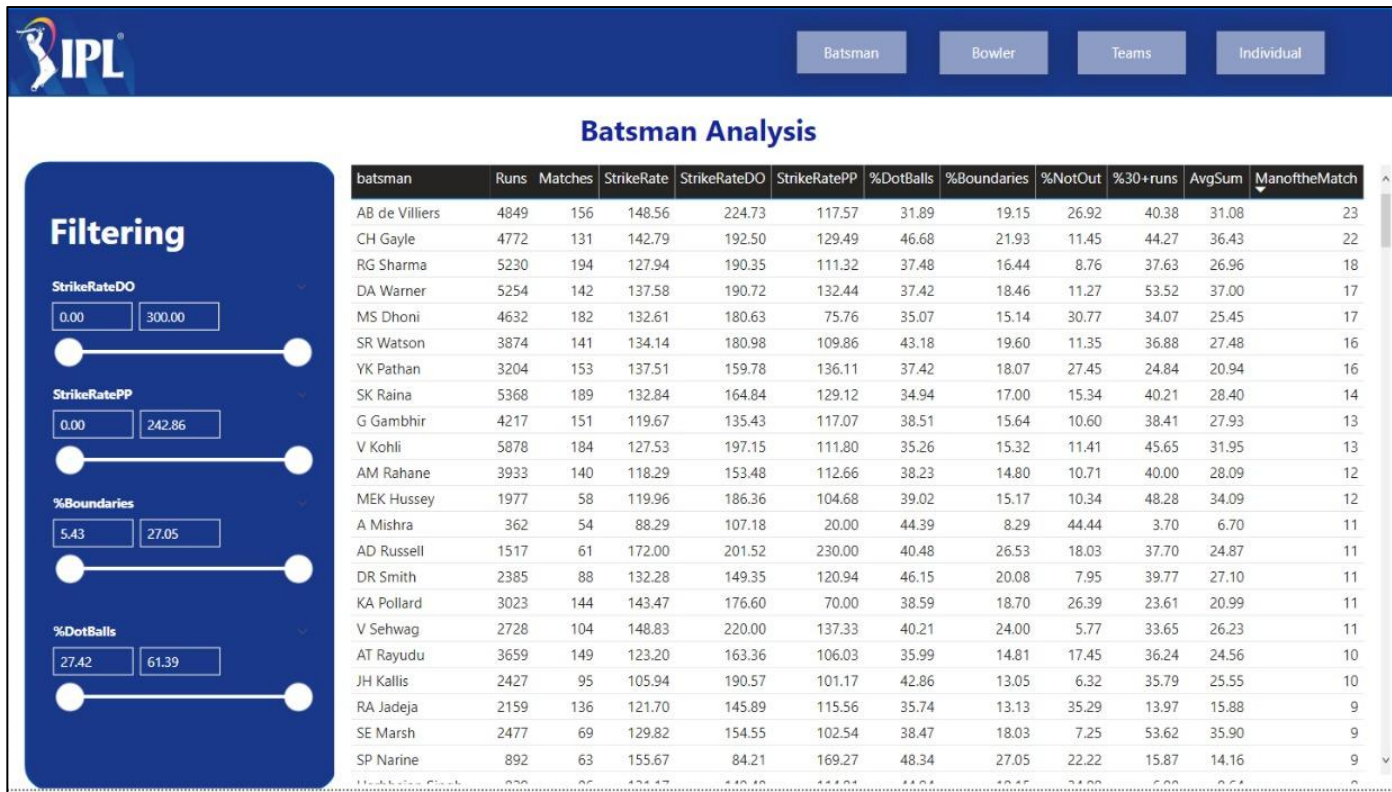 IPL
Batsman Bowler Teams Individual
Batsman Analysis
Filtering
StrikeRateDO
0.00 300.00
StrikeRatePP
0.00 242.86
%Boundaries
5.43 27.05
%DotBalls
27.42 61.39
batsman Runs Matches StrikeRate StrikeRateDO StrikeRatePP %DotBalls %Boundaries %NotOut %30+runs AvgSum ManoftheMatch
AB de Villiers 4849 156 148.56 224.73 117.57 31.89 19.15 26.92 40.38 31.08 23
CH Gayle 4772 131 142.79 192.50 129.49 46.68 21.93 11.45 44.27 36.43 22
RG Sharma 5230 194 127.94 190.35 111.32 37.48 16.44 8.76 37.63 26.96 18
DA Warner 5254 142 137.58 190.72 132.44 37.42 18.46 11.27 53.52 37.00 17
MS Dhoni 4632 182 132.61 180.63 75.76 35.07 15.14 30.77 34.07 25.45 17
SR Watson 3874 141 134.14 180.98 109.86 43.18 19.60 11.35 36.88 27.48 16
YK Pathan 3204 153 137.51 159.78 136.11 37.42 18.07 27.45 24.84 20.94 16
SK Raina 5368 189 132.84 164.84 129.12 34.94 17.00 15.34 40.21 28.40 14
G Gambhir 4217 151 119.67 135.43 117.07 38.51 15.64 10.60 38.41 27.93 13
V Kohli 5878 184 127.53 197.15 111.80 35.26 15.32 11.41 45.65 31.95 13
AM Rahane 3933 140 118.29 153.48 112.66 38.23 14.80 10.71 40.00 28.09 12
MEK Hussey 1977 58 119.96 186.36 104.68 39.02 15.17 10.34 48.28 34.09 12
A Mishra 362 54 88.29 107.18 20.00 44.39 8.29 44.44 3.70 6.70 11
AD Russell 1517 61 172.00 201.52 230.00 40.48 26.53 18.03 37.70 24.87 11
DR Smith 2385 88 132.28 149.35 120.94 46.15 20.08 7.95 39.77 27.10 11
KA Pollard 3023 144 143.47 176.60 70.00 38.59 18.70 26.39 23.61 20.99 11
V Sehwag 2728 104 148.83 220.00 137.33 40.21 24.00 5.77 33.65 26.23 11
AT Rayudu 3659 149 123.20 163.36 106.03 35.99 14.81 17.45 36.24 24.56 10
JH Kallis 2427 95 105.94 190.57 101.17 42.86 13.05 6.32 35.79 25.55 10
RA Jadeja 2159 136 121.70 145.89 115.56 35.74 13.13 35.29 13.97 15.88 9
SE Marsh 2477 69 129.82 154.55 102.54 38.47 18.03 7.25 53.62 35.90 9
SP Narine 892 63 155.67 84.21 169.27 48.34 27.05 22.22 15.87 14.16 9